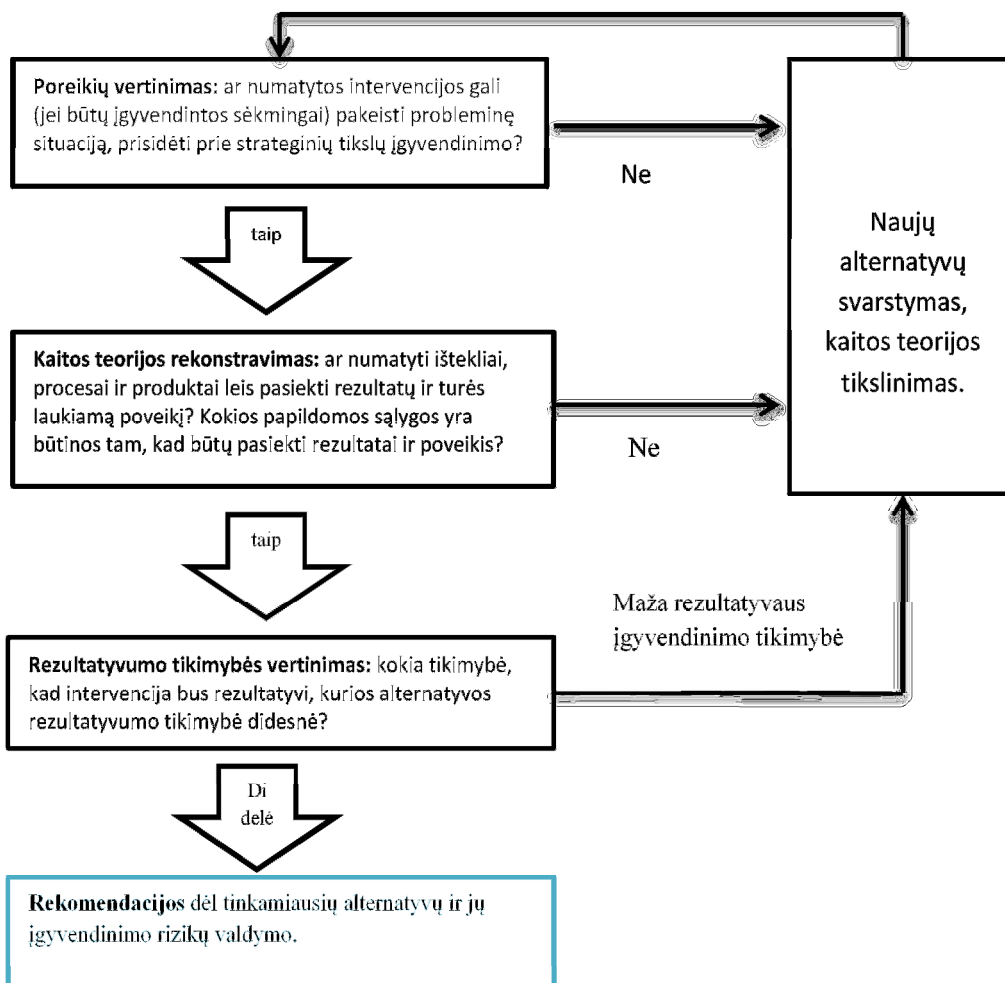 Poreikių vertinimas: ar numatytos intervencijos gali
(jei būtų įgyvendintos sėkmingai) pakeisti probleminę
situaciją, prisidėti prie strateginių tikslų įgyvendinimo?
Ne
taip
Naujų
alternatyvų
svarstymas,
kaitos teorijos
tikslinimas.
Kaitos teorijos rekonstravimas: ar numatyti ištekliai,
procesai ir produktai leis pasiekti rezultatų ir turės
laukiamą poveikį? Kokios papildomos sąlygos yra
būtinos tam, kad būtų pasiekti rezultatai ir poveikis?
Ne
taip
Maža rezultatyvaus
įgyvendinimo tikimybė
Rezultatyvumo tikimybės vertinimas: kokia tikimybė,
kad intervencija bus rezultatyvi, kurios alternatyvos
rezultatyvumo tikimybė didesnė?
Di
delė
Rekomendacijos dėl tinkamiausių alternatyvų ir jų
įgyvendinimo rizikų valdymo.